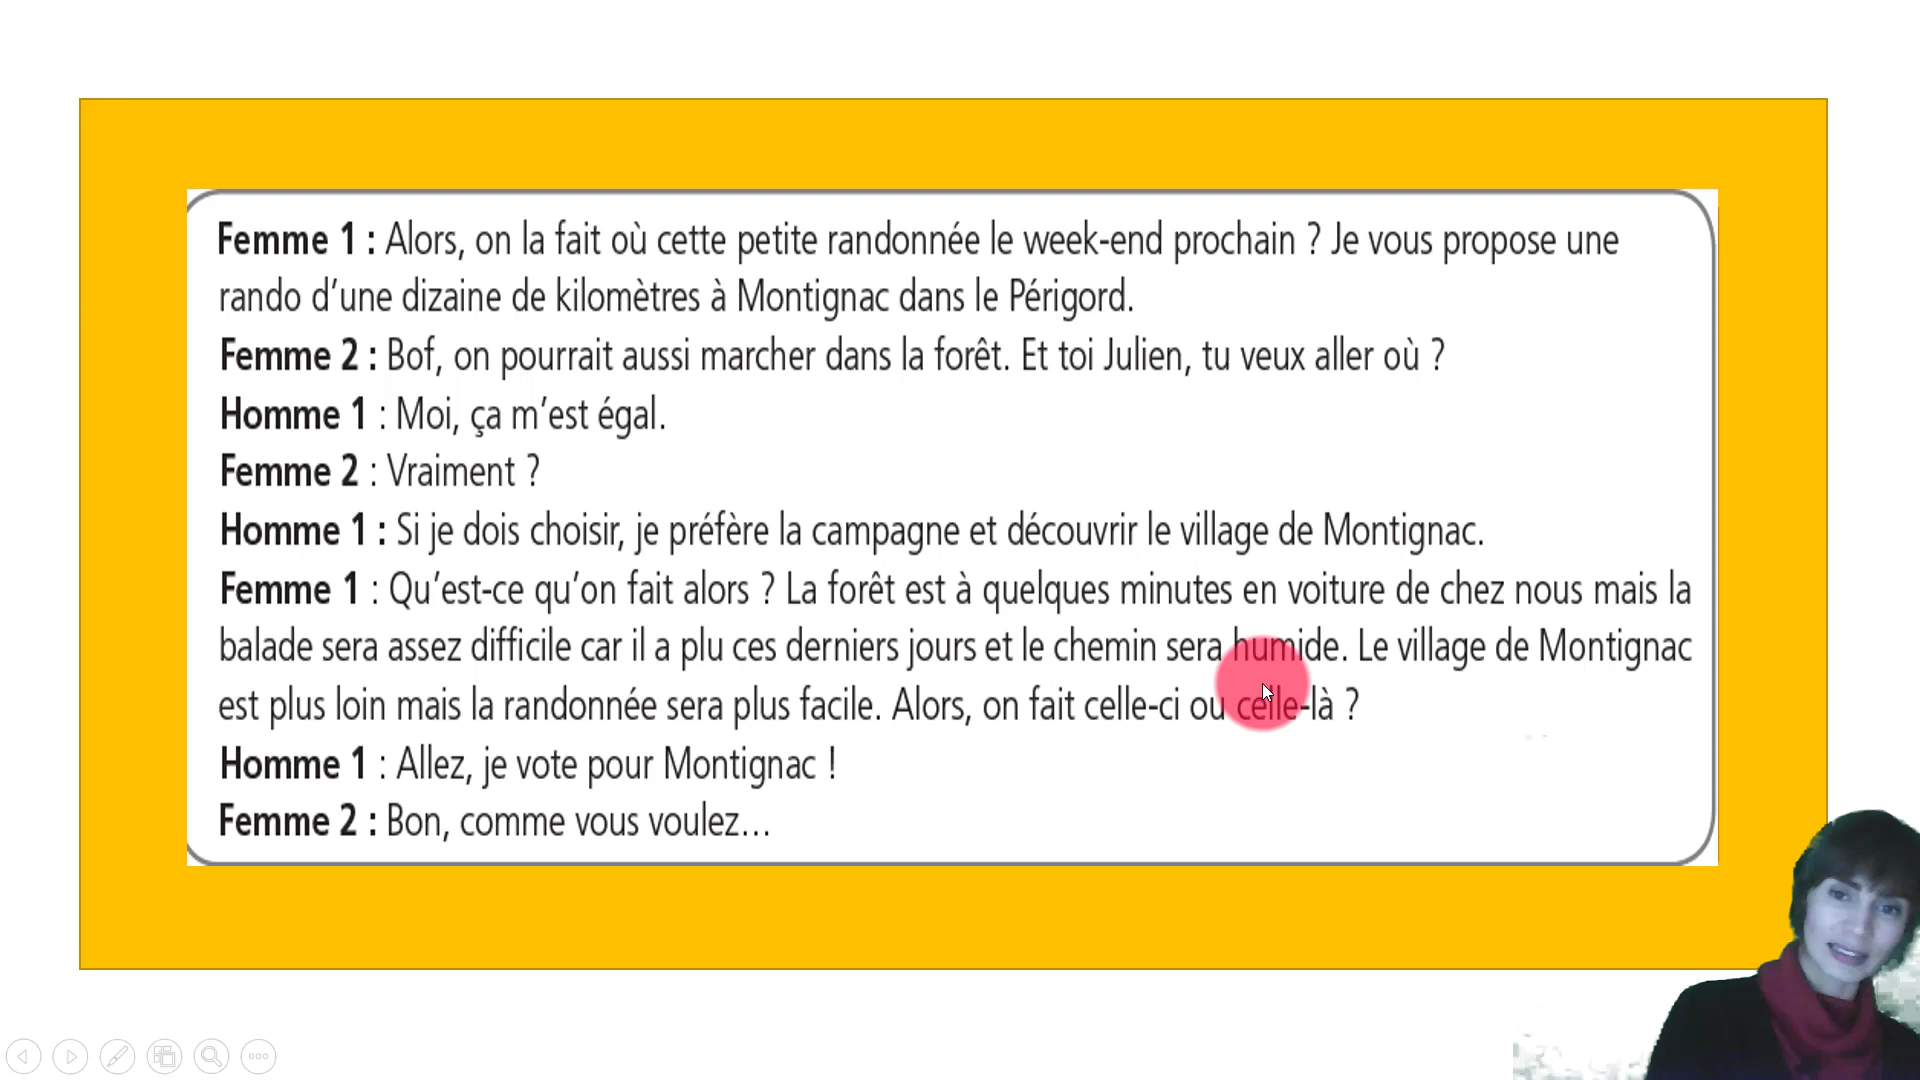 Femme 1 : Alors, on la fait où cette petite randonnée le week-end prochain ? Je vous propose une
rando d’une dizaine de kilomètres à Montignac dans le Périgord.
Femme 2 : Bof, on pourrait aussi marcher dans la forêt. Et toi Julien, tu veux aller où ?
Homme 1 : Moi, ça m’est égal.
Femme 2 : Vraiment ?
Homme 1 : Si je dois choisir, je préfère la campagne et découvrir le village de Montignac.
Femme 1 : Qu’est-ce qu’on fait alors ? La forêt est à quelques minutes en voiture de chez nous mais la
balade sera assez difficile car il a plu ces derniers jours et le chemin sera humide. Le village de Montignac
est plus loin mais la randonnée sera plus facile. Alors, on fait celle-ci ou celle-là ?
Homme 1 : Allez, je vote pour Montignac !
Femme 2 : Bon, comme vous voulez…